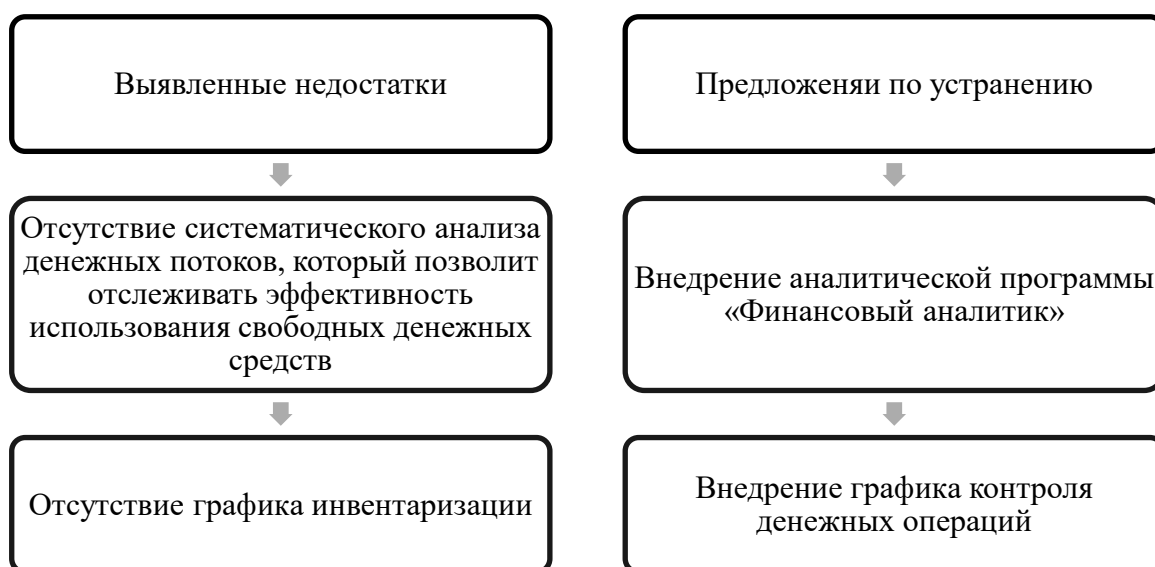 Выявленные недостатки
Отсутствие систематического анализа
денежных потоков, который позволит
отслеживать эффективность
использования свободных денежных
средств
Отсутствие графика инвентаризации
Предложеняи по устранению
Внедрение аналитической программы
«Финансовый аналитик»
Внедрение графика контроля
денежных операций